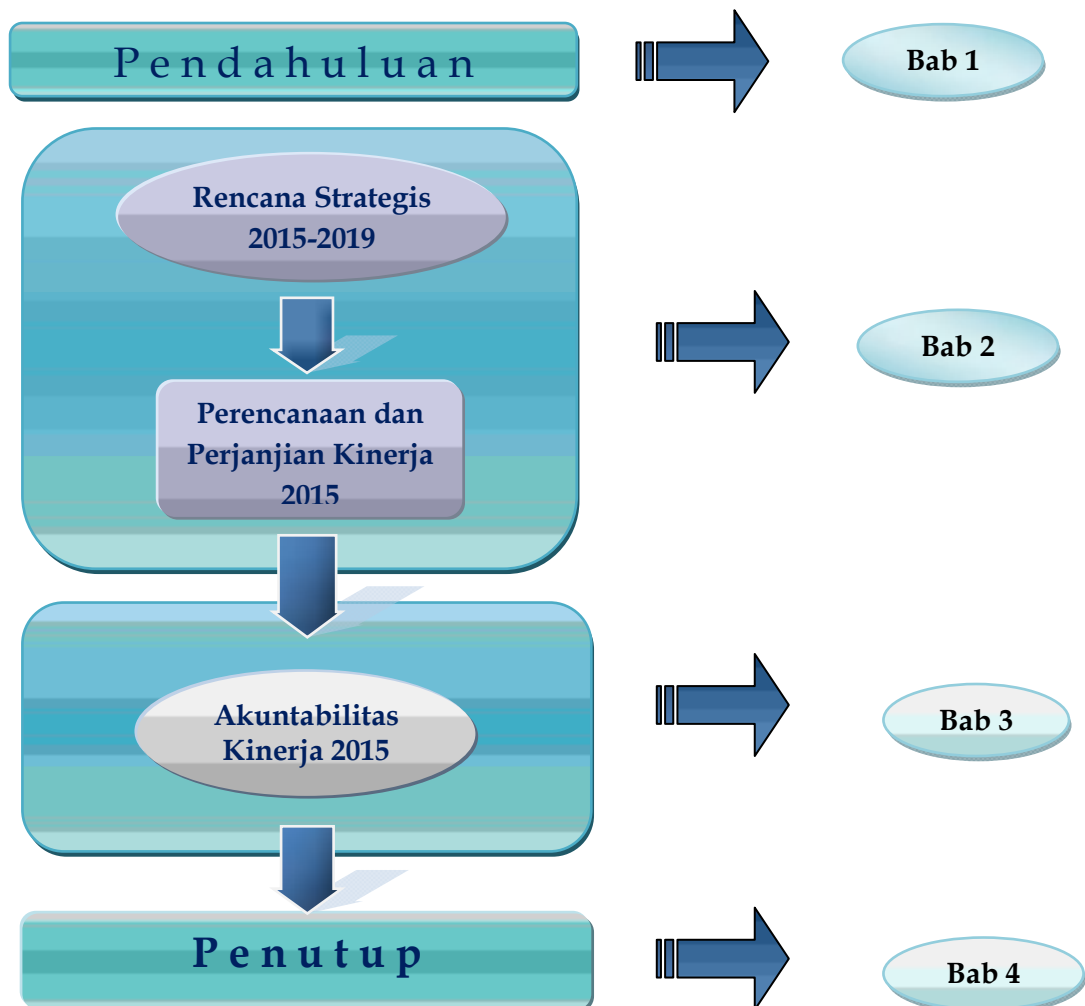 Pendahuluan
Bab 1
Rencana Strategis
2015-2019
Bab 2
Perencanaan dan
Perjanjian Kinerja
2015
Akuntabilitas
Kinerja 2015
Bab 3
Penutup
Bab 4